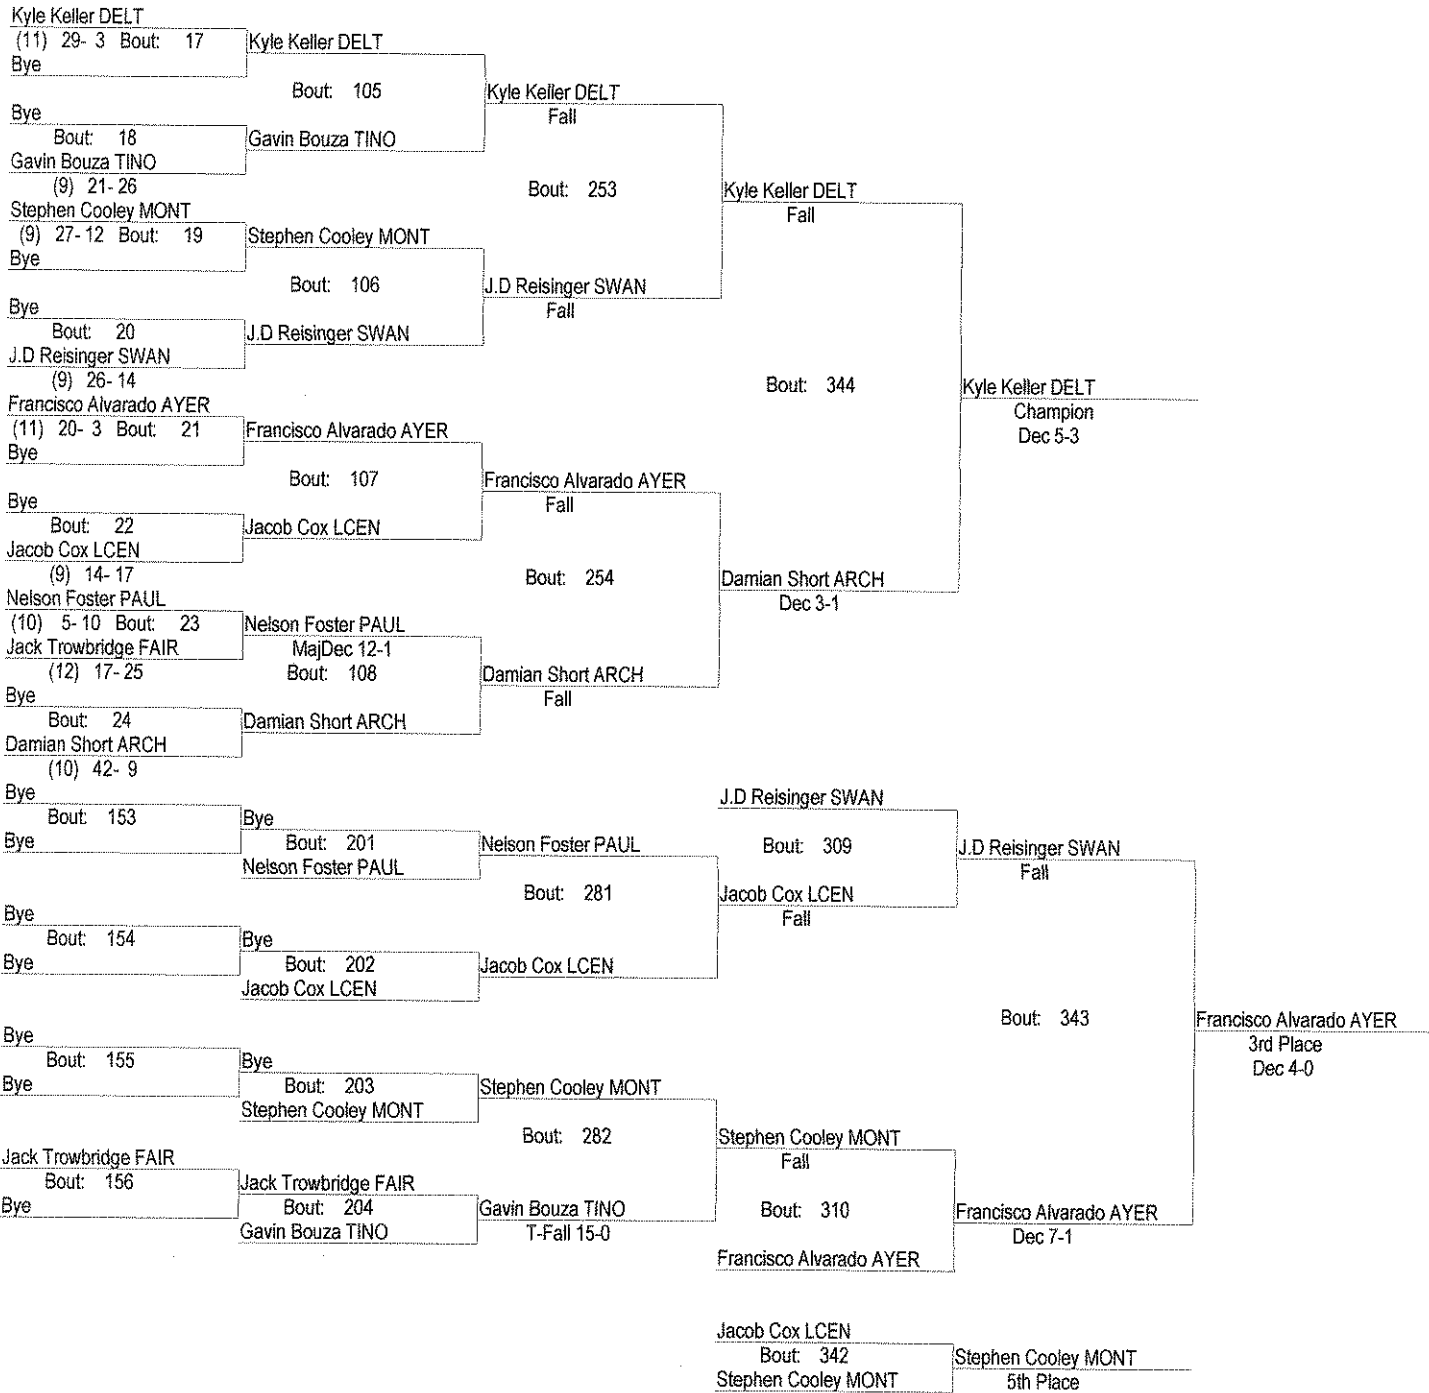 Kyle Keller DELT
(11) 29- 3 Bout: 17
Bye
Kyle Keller DELT
Bout: 105
Bye
Bout: 18
Gavin Bouza TINO
(9) 21- 26
Gavin Bouza TINO
Kyle Keller DELT
Fall
Bout: 253
Stephen Cooley MONT
(9) 27- 12 Bout: 19
Bye
Stephen Cooley MONT
Bout: 106
Bye
Bout: 20
J.D Reisinger SWAN
(9) 26- 14
J.D Reisinger SWAN
J.D Reisinger SWAN
Fall
Kyle Keller DELT
Fall
Bout: 344
Kyle Keller DELT
Champion
Dec 5-3
Francisco Alvarado AYER
(11) 20- 3 Bout: 21
Bye
Francisco Alvarado AYER
Bout: 107
Bye
Bout: 22
Jacob Cox LCEN
(9) 14- 17
Jacob Cox LCEN
Francisco Alvarado AYER
Fall
Bout: 254
Nelson Foster PAUL
(10) 5- 10 Bout: 23
Jack Trowbridge FAIR
(12) 17- 25
Nelson Foster PAUL
MajDec 12-1
Bout: 108
Bye
Bout: 24
Damian Short ARCH
(10) 42- 9
Damian Short ARCH
Damian Short ARCH
Fall
Damian Short ARCH
Dec 3-1
Bye
Bout: 153
Bye
Bye
Bout: 201
Nelson Foster PAUL
Nelson Foster PAUL
Bout: 281
Bye
Bout: 154
Bye
Bye
Bout: 202
Jacob Cox LCEN
Jacob Cox LCEN
J.D Reisinger SWAN
Bout: 309
Jacob Cox LCEN
Fall
J.D Reisinger SWAN
Fall
Bout: 343
Francisco Alvarado AYER
3rd Place
Dec 4-0
Bye
Bout: 155
Bye
Bye
Bout: 203
Stephen Cooley MONT
Stephen Cooley MONT
Bout: 282
Jack Trowbridge FAIR
Bout: 156
Bye
Jack Trowbridge FAIR
Bout: 204
Gavin Bouza TINO
Gavin Bouza TINO
T-Fall 15-0
Stephen Cooley MONT
Fall
Bout: 310
Francisco Alvarado AYER
Francisco Alvarado AYER
Dec 7-1
Jacob Cox LCEN
Bout: 342
Stephen Cooley MONT
Stephen Cooley MONT
5th Place